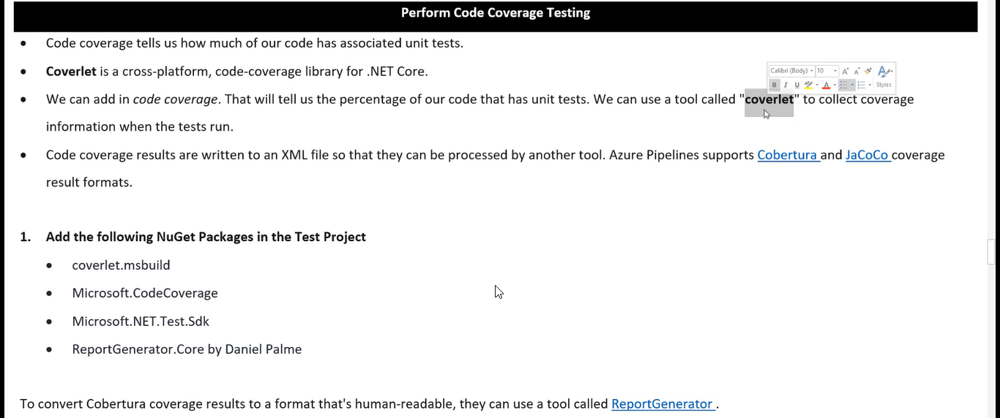 Perform Code Coverage Testing
• Code coverage tells us how much of our code has associated unit tests.
• Coverlet is a cross-platform, code-coverage library for .NET Core.
Calibri (Body) 10 A A A
B I U ab A Styles
• We can add in code coverage. That will tell us the percentage of our code that has unit tests. We can use a tool called "coverlet" to collect coverage
information when the tests run.
• Code coverage results are written to an XML file so that they can be processed by another tool. Azure Pipelines supports Cobertura and JaCoCo coverage
result formats.
1. Add the following NuGet Packages in the Test Project
• coverlet.msbuild
• Microsoft.CodeCoverage
• Microsoft.NET.Test.Sdk
• ReportGenerator.Core by Daniel Palme
To convert Cobertura coverage results to a format that's human-readable, they can use a tool called ReportGenerator .